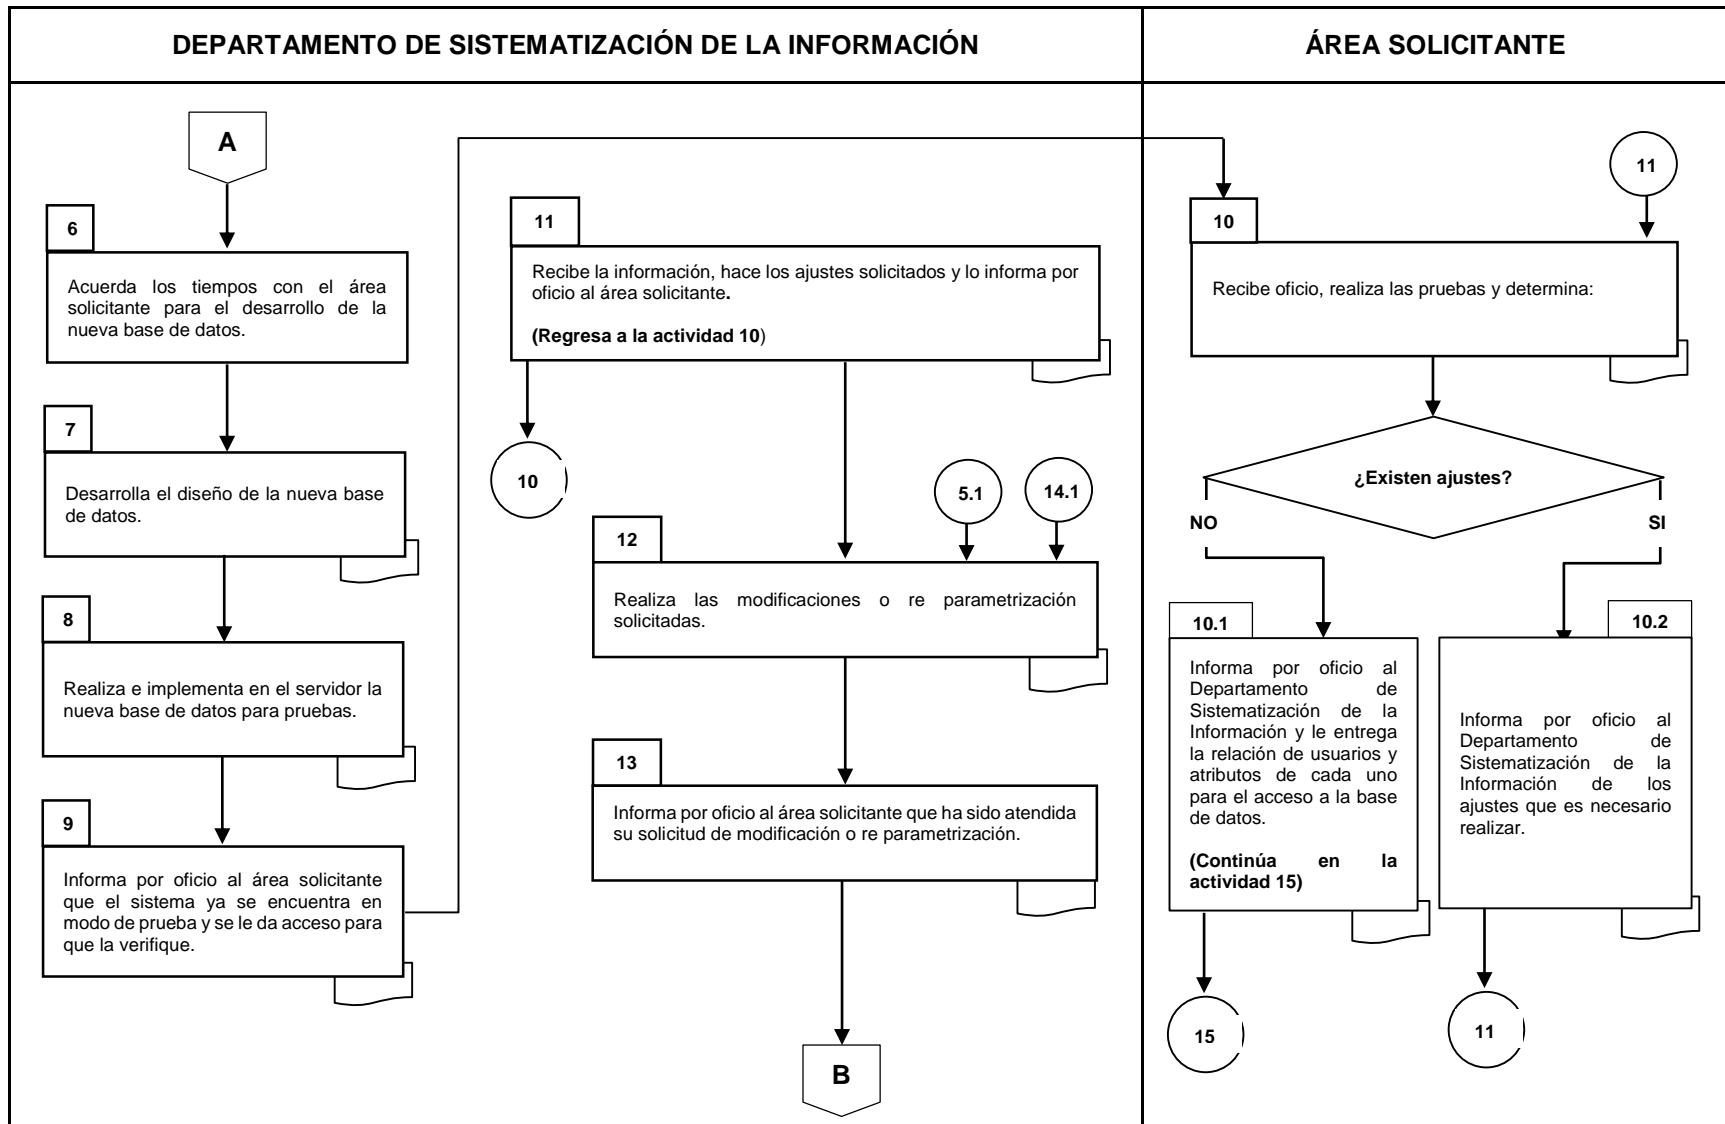 DEPARTAMENTO DE SISTEMATIZACIÓN DE LA INFORMACIÓN
ÁREA SOLICITANTE
A
6
Acuerda los tiempos con el área
solicitante para el desarrollo de la
nueva base de datos.
7
Desarrolla el diseño de la nueva base
de datos.
8
Realiza e implementa en el servidor la
nueva base de datos para pruebas.
9
Informa por oficio al área solicitante
que el sistema ya se encuentra en
modo de prueba y se le da acceso para
que la verifique.
11
Recibe la información, hace los ajustes solicitados y lo informa por
oficio al área solicitante.
(Regresa a la actividad 10)
10
5.1
14.1
12
Realiza las modificaciones o re parametrización
solicitadas.
13
Informa por oficio al área solicitante que ha sido atendida
su solicitud de modificación o re parametrización.
B
11
10
Recibe oficio, realiza las pruebas y determina:
¿Existen ajustes?
NO
SI
10.1
Informa por oficio al
Departamento de
Sistematización de la
Información y le entrega
la relación de usuarios y
atributos de cada uno
para el acceso a la base
de datos.
(Continúa en la
actividad 15)
15
10.2
Informa por oficio al
Departamento de
Sistematización de la
Información de los
ajustes que es necesario
realizar.
11